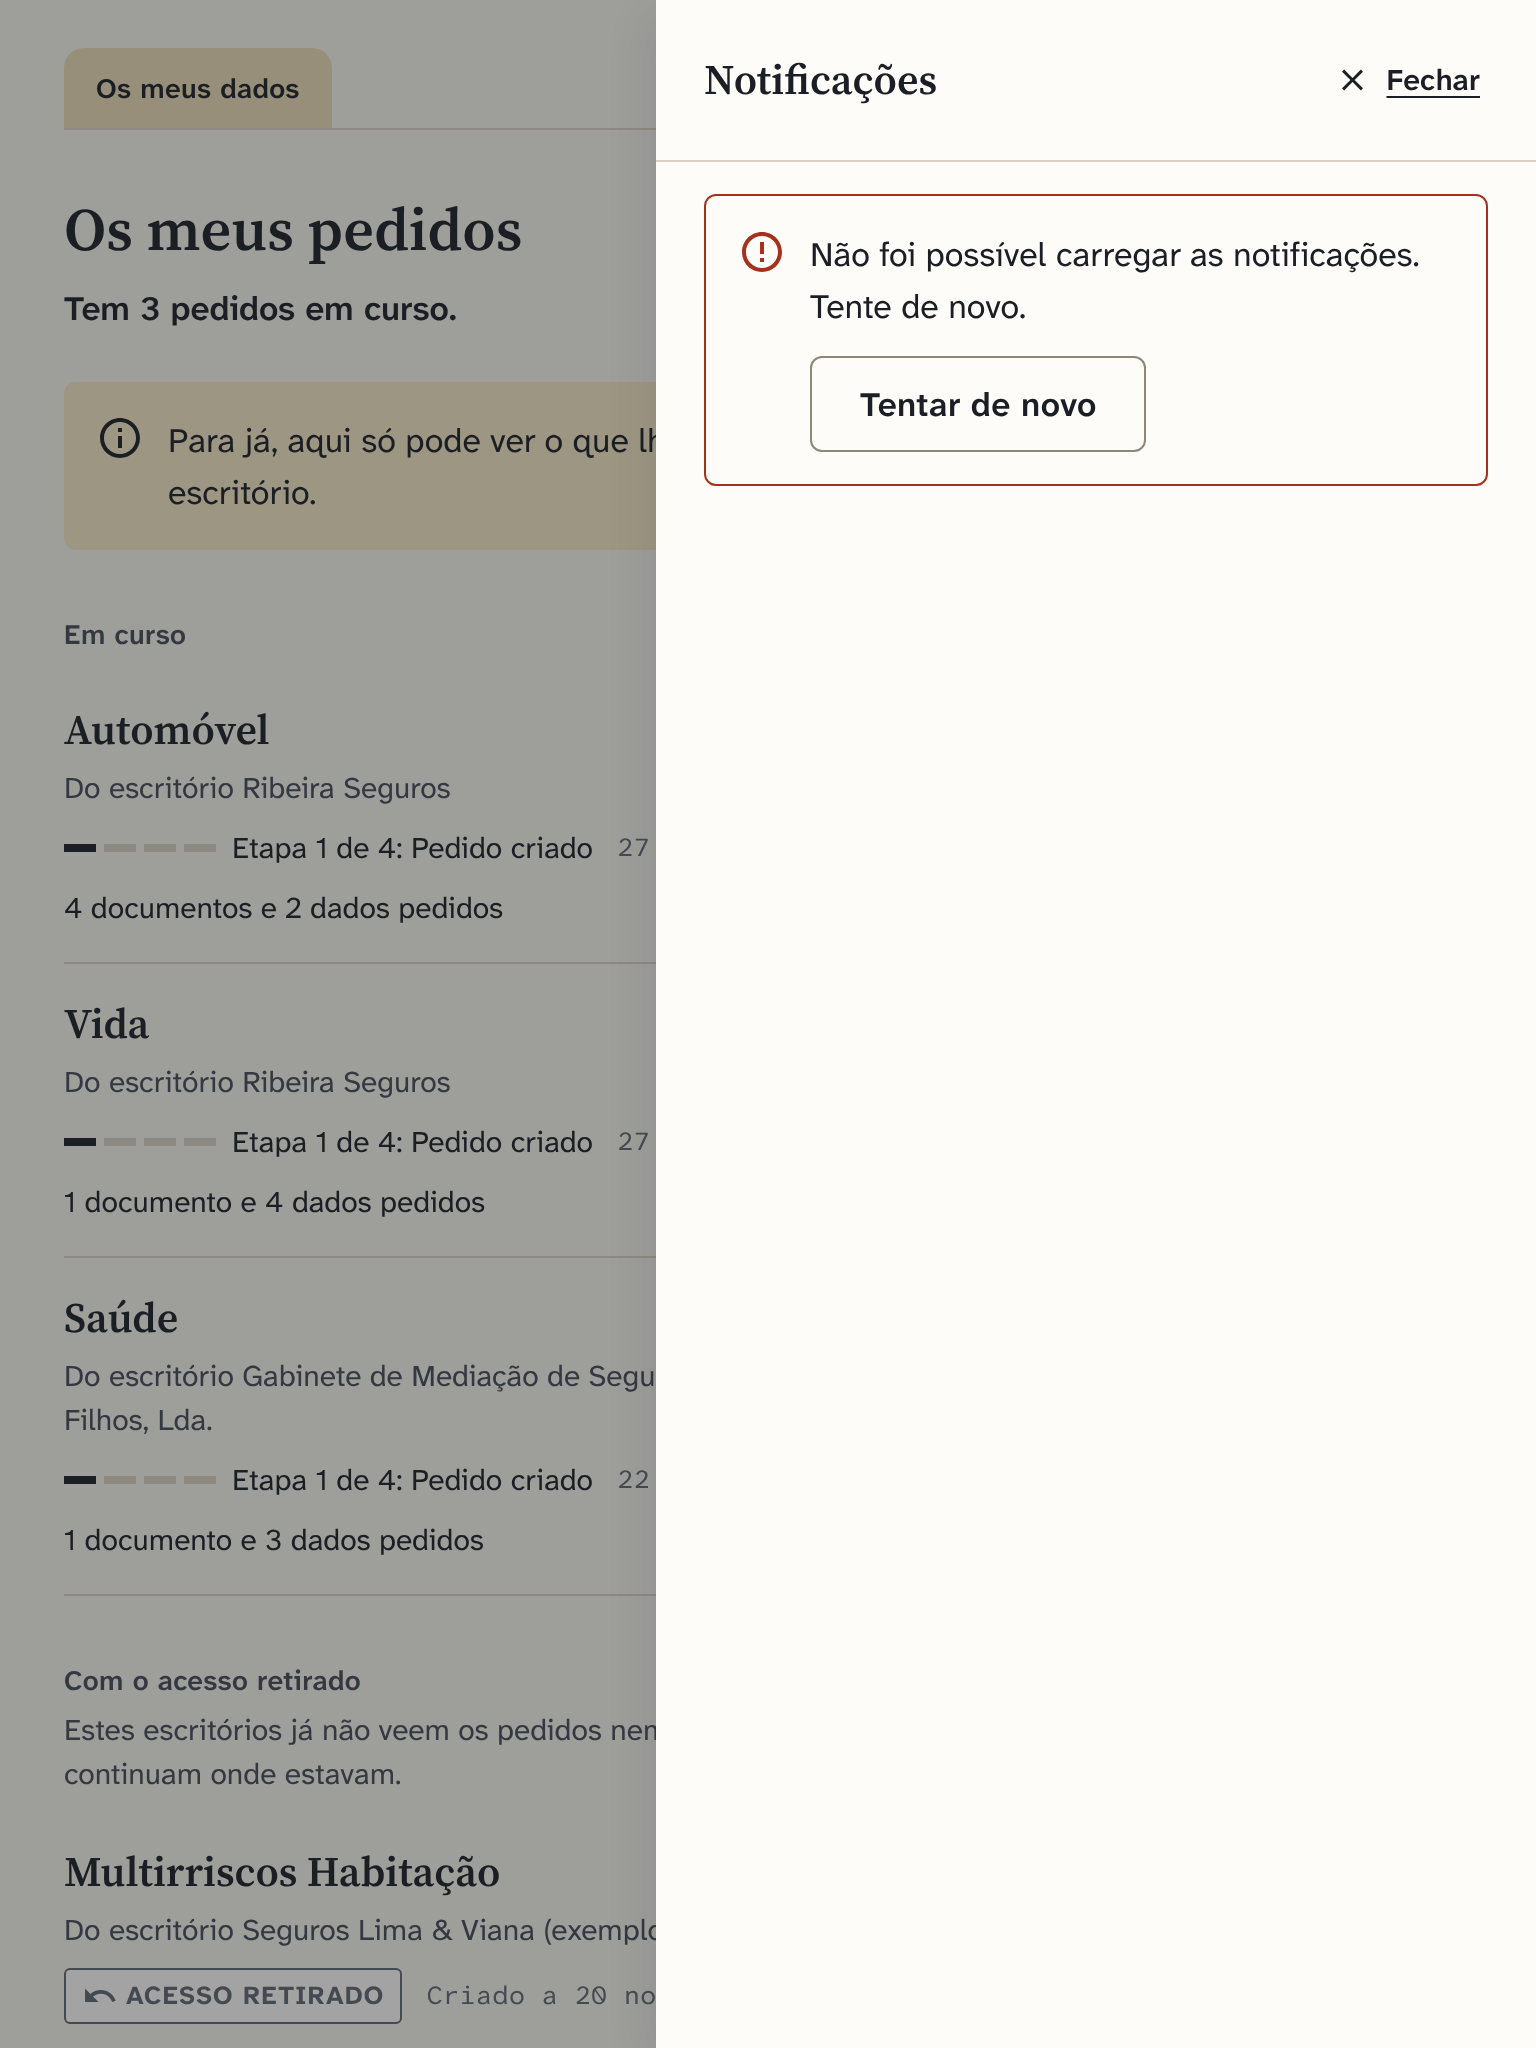 Os meus dados
Os meus pedidos
Tem 3 pedidos em curso.
Para já, aqui só pode ver o que
escritório.
Em curso
Automóvel
Do escritório Ribeira Seguros
Etapa 1 de 4: Pedido criado 27
4 documentos e 2 dados pedidos
Vida
Do escritório Ribeira Seguros
Etapa 1 de 4: Pedido criado 27
1 documento e 4 dados pedidos
Saúde
Do escritório Gabinete de Mediação de
Filhos, Lda.
Etapa 1 de 4: Pedido criado 22
1 documento e 3 dados pedidos
Com o acesso retirado
Estes escritórios já não veem os pedidos
continuam onde estavam.
Multirriscos Habitação
Do escritório Seguros Lima & Viana
ACESSO RETIRADO Criado a 20
Notificações
Fechar
Não foi possível carregar as notificações.
Tente de novo.
Tentar de novo